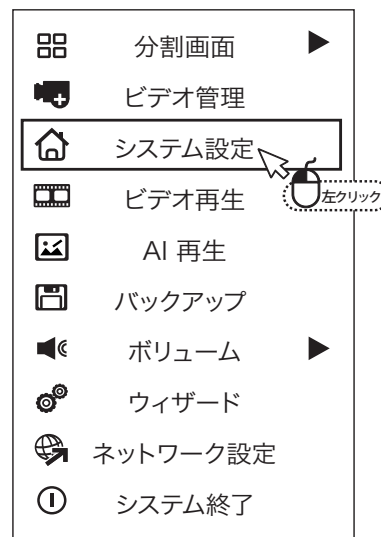 分割画面
ビデオ管理
システム設定
左クリック
ビデオ再生
AI 再生
バックアップ
ボリューム
ウィザード
ネットワーク設定
システム終了